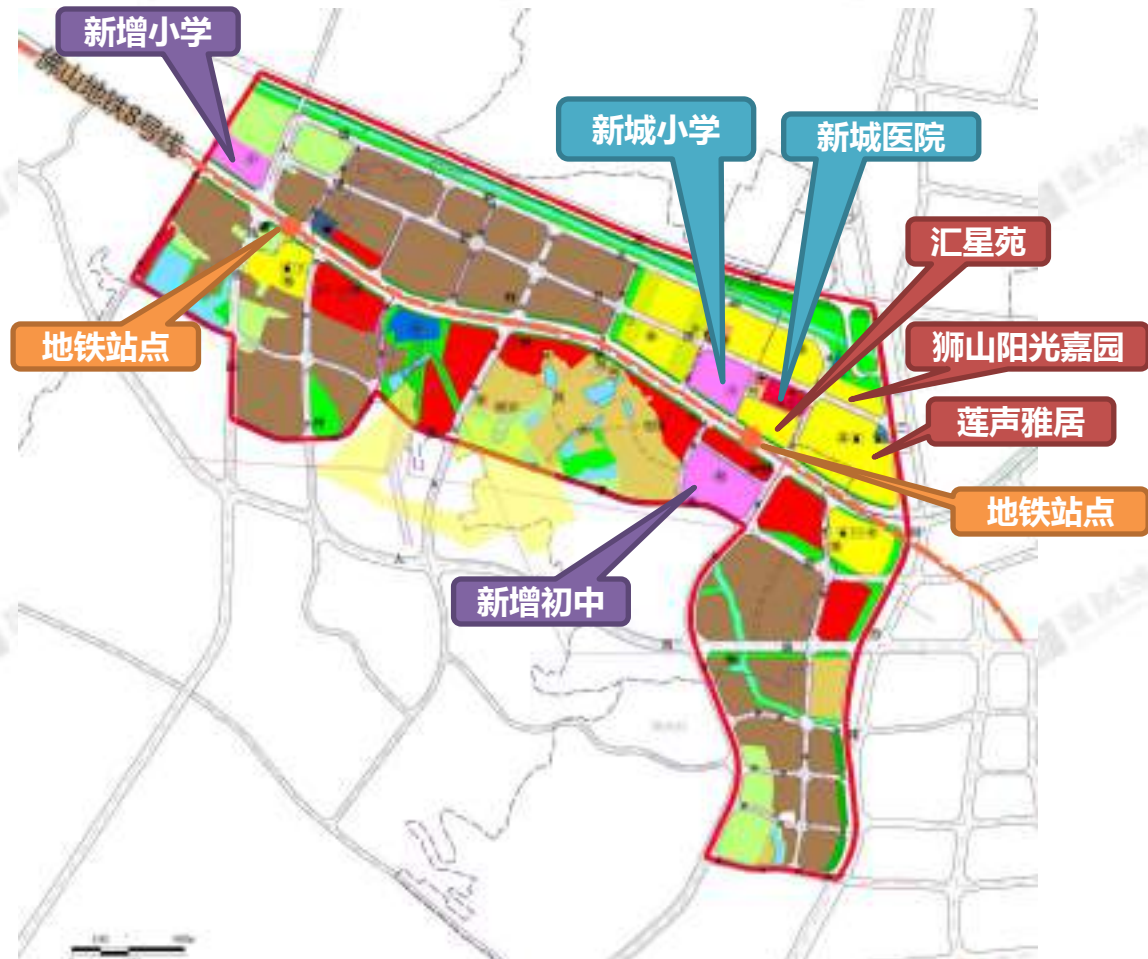 新增小学
佛山地铁8号线
新城小学
新城医院
汇星苑
地铁站点
狮山阳光嘉园
莲声雅居
地铁站点
新增初中